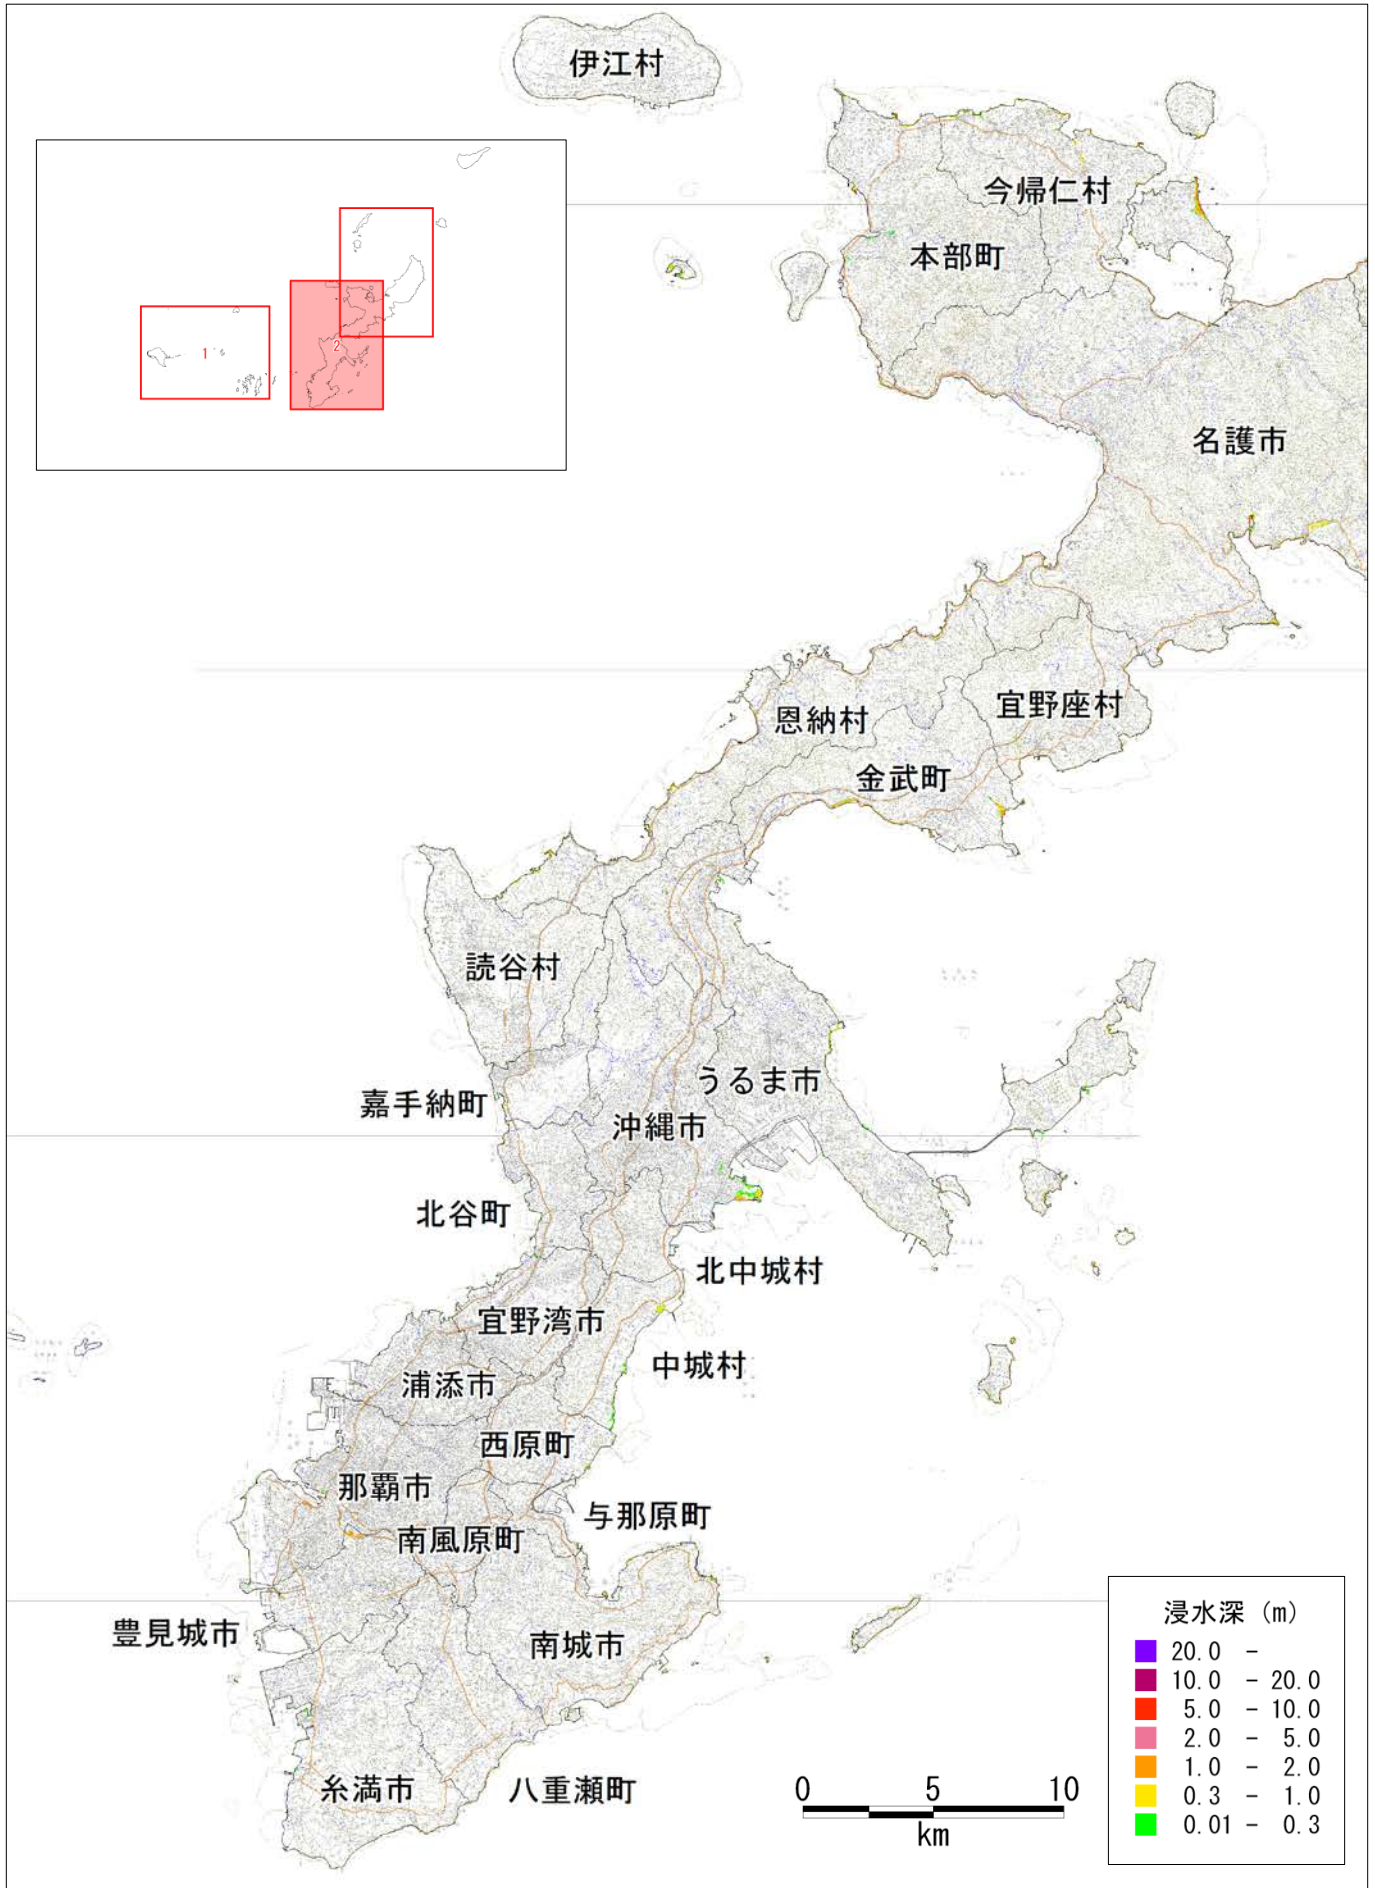 伊江村
今帰仁村
本部町
1
2
名護市
恩納村
宜野座村
金武町
読谷村
うるま市
嘉手納町
沖縄市
北谷町
北中城村
宜野湾市
中城村
浦添市
西原町
那覇市
与那原町
南風原町
豊見城市
南城市
糸満市
八重瀬町
0 5 10
km
浸水深 (m)
20.0 -
10.0 - 20.0
5.0 - 10.0
2.0 - 5.0
1.0 - 2.0
0.3 - 1.0
0.01 - 0.3